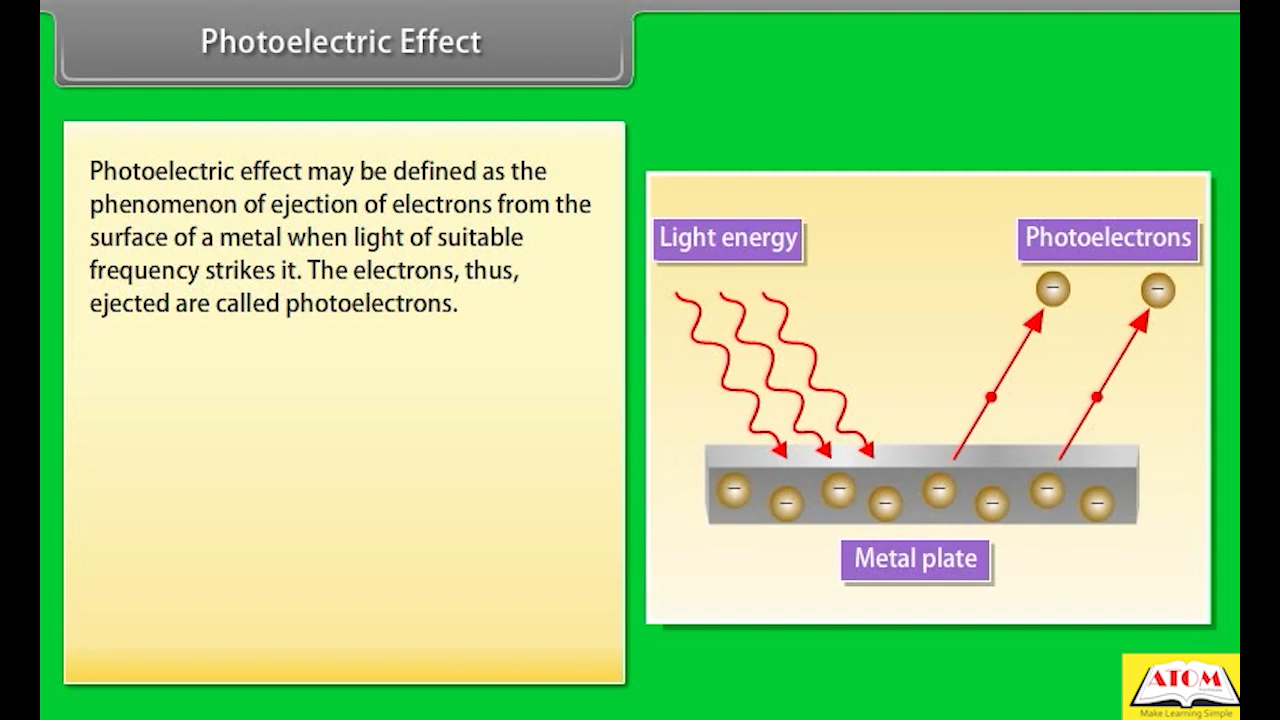 Photoelectric Effect
Photoelectric effect may be defined as the
phenomenon of ejection of electrons from the
surface of a metal when light of suitable
frequency strikes it. The electrons, thus,
ejected are called photoelectrons.
Light energy
Photoelectrons
Metal plate
ATOM
Make Learning Simple